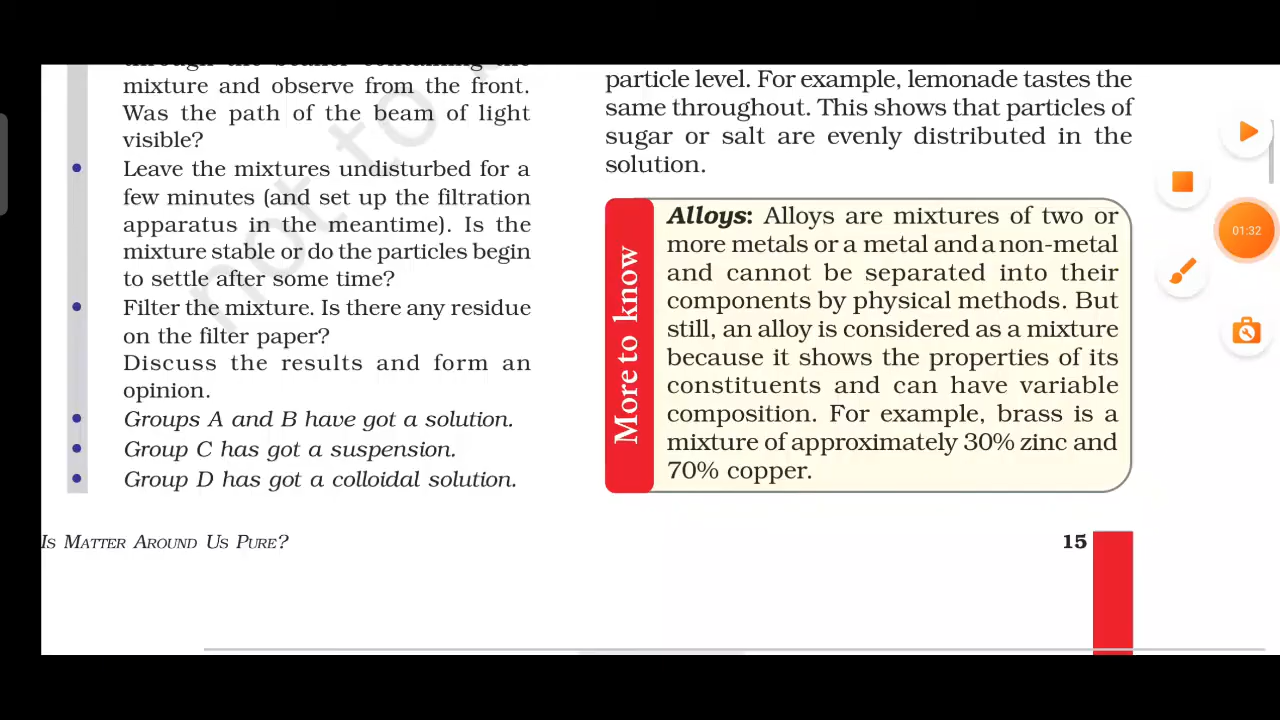 through the beaker containing the
mixture and observe from the front.
Was the path of the beam of light
visible?
Leave the mixtures undisturbed for a
few minutes (and set up the filtration
apparatus in the meantime). Is the
mixture stable or do the particles begin
to settle after some time?
Filter the mixture. Is there any residue
on the filter paper?
Discuss the results and form an
opinion.
Groups A and B have got a solution.
Group C has got a suspension.
Group D has got a colloidal solution.
not to
particle level. For example, lemonade tastes the
same throughout. This shows that particles of
sugar or salt are evenly distributed in the
solution.
More to know
Alloys: Alloys are mixtures of two or
more metals or a metal and a non-metal
and cannot be separated into their
components by physical methods. But
still, an alloy is considered as a mixture
because it shows the properties of its
constituents and can have variable
composition. For example, brass is a
mixture of approximately 30% zinc and
70% copper.
IS MATTER AROUND US PURE?
15
01:32